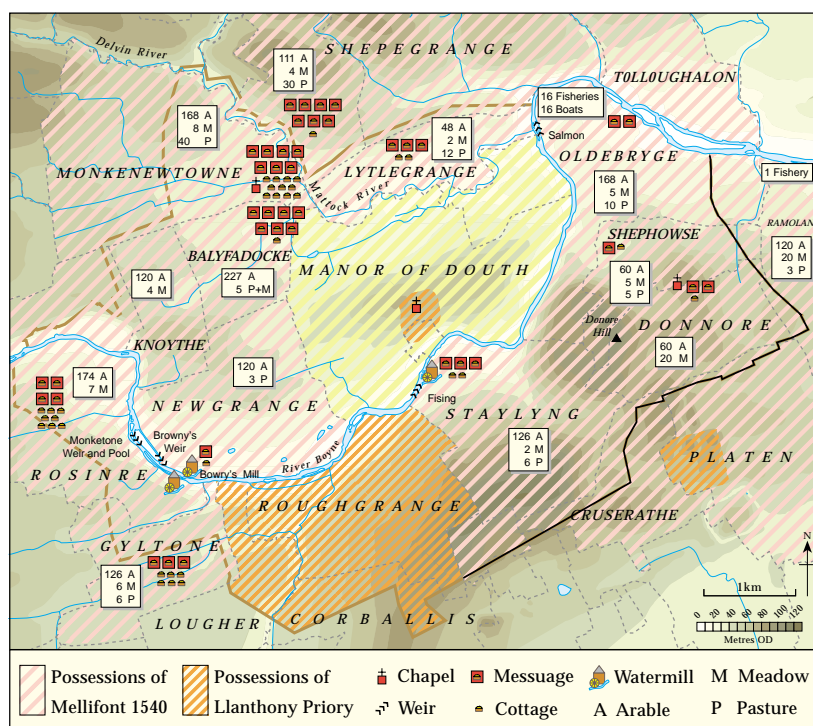 Delvin River
SHEPEGRANGE
T0LL0UGHALON
111 A
4 M
30 P
168 A
8 M
40 P
48 A
2 M
12 P
16 Fisheries
16 Boats
Salmon
MONKENEWTOWNE
Mattock River
LYTLEGRANGE
OLDEBRYGE
1 Fishery
168 A
5 M
10 P
RAMOLAN
120 A
20 M
3 P
SHEPHOWSE
BALYFADOCKE
120 A
4 M
227 A
5 P+M
MANOR OF DOUTH
60 A
5 M
5 P
Donore
Hill
DONNORE
60 A
20 M
KNOYTHE
174 A
7 M
120 A
3 P
NEWGRANGE
Fising
STAYLYNG
126 A
2 M
6 P
Monketone
Weir and Pool
Browny's
Weir
Bowry's Mill
River Boyne
ROSINRE
ROUGHGRANGE
PLATEN
CRUSERATHE
GYLTONE
126 A
6 M
6 P
LOUGHER
CORBALLIS
N
1km
0 20 40 60 80 100 120
Metres OD
Possessions of
Mellifont 1540
Possessions of
Llanthony Priory
Chapel
Weir
Messuage
Cottage
Watermill
A Arable
M Meadow
P Pasture